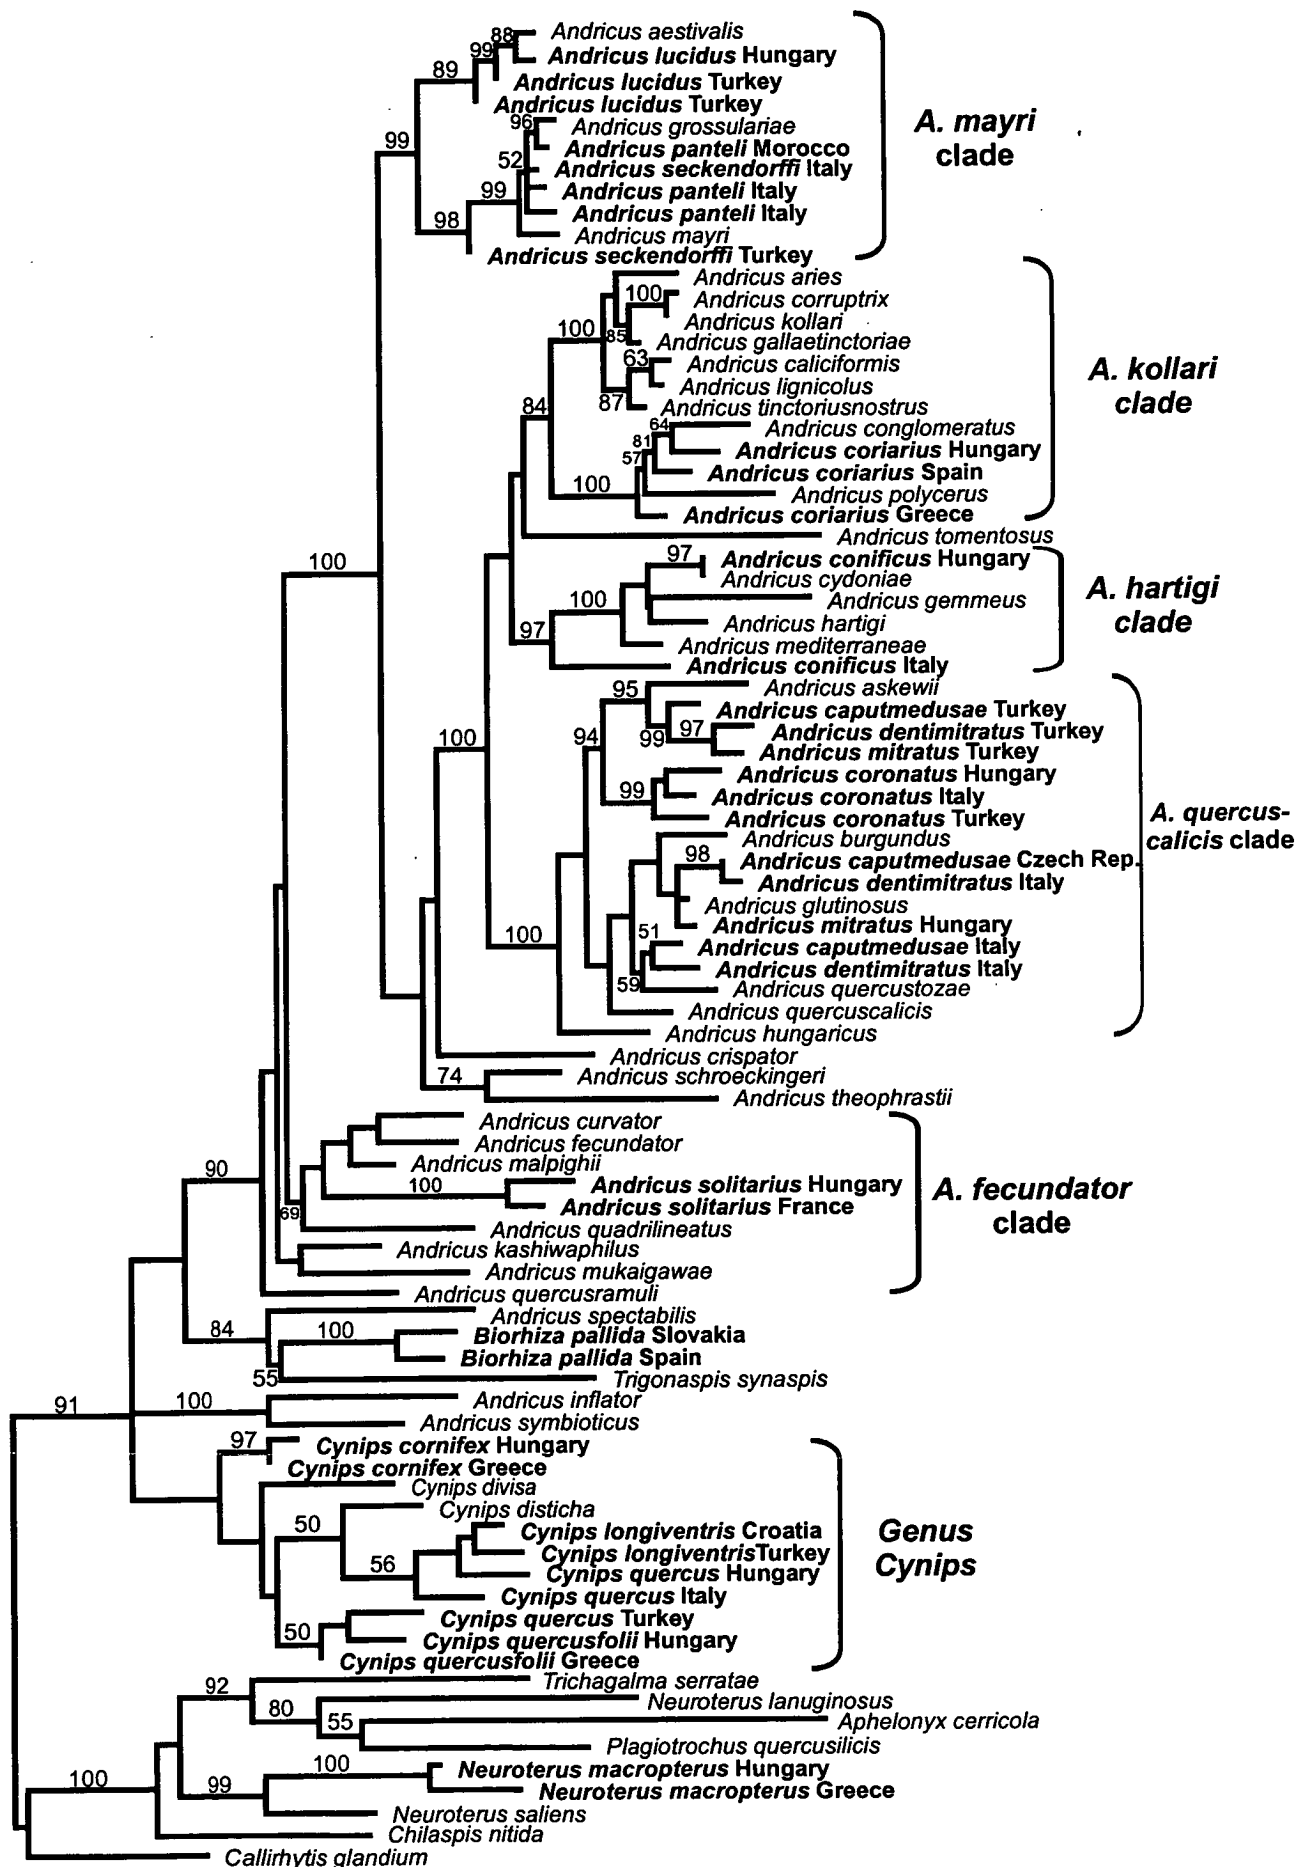 88
Andricus aestivalis
99
Andricus lucidus Hungary
89
Andricus lucidus Turkey
Andricus lucidus Turkey
96
Andricus grossulariae
A. mayri
clade
99
Andricus panteli Morocco
52
Andricus seckendorffi Italy
99
Andricus panteli Italy
98
Andricus panteli Italy
Andricus mayri
Andricus seckendorffi Turkey
Andricus aries
100
Andricus corruptrix
100
Andricus kollari
85
Andricus gallaetinctoriae
63
Andricus caliciformis
A. kollari
clade
Andricus lignicolus
87
Andricus tinctoriusnostrus
84
64
Andricus conglomeratus
81
Andricus coriarius Hungary
57
Andricus coriarius Spain
100
Andricus polycerus
Andricus coriarius Greece
Andricus tomentosus
97
Andricus conificus Hungary
100
Andricus cydoniae
A. hartigi
clade
100
Andricus gemmeus
Andricus hartigi
97
Andricus mediterraneae
Andricus conificus Italy
95
Andricus askewii
Andricus caputmedusae Turkey
94
99
97
Andricus dentimitratus Turkey
100
Andricus mitratus Turkey
Andricus coronatus Hungary
99
Andricus coronatus Italy
Andricus coronatus Turkey
A. quercus-
calicis clade
Andricus burgundus
98
Andricus caputmedusae Czech Rep.
Andricus dentimitratus Italy
Andricus glutinosus
Andricus mitratus Hungary
100
51
Andricus caputmedusae Italy
Andricus dentimitratus Italy
59
Andricus quercustozae
Andricus quercuscalicis
Andricus hungaricus
Andricus crispator
74
Andricus schroeckingeri
Andricus theophrastii
Andricus curvator
Andricus fecundator
90
Andricus malpighii
100
Andricus solitarius Hungary
A. fecundator
clade
69
Andricus solitarius France
Andricus quadrilineatus
Andricus kashiwaphilus
Andricus mukaigawae
Andricus quercusramuli
Andricus spectabilis
84
100
Biorhiza pallida Slovakia
Biorhiza pallida Spain
55
Trigonaspis synaspis
91
100
Andricus inflator
Andricus symbioticus
97
Cynips cornifex Hungary
Cynips cornifex Greece
Cynips divisa
Cynips disticha
50
Cynips longiventris Croatia
Genus
Cynips
Cynips longiventrisTurkey
56
Cynips quercus Hungary
Cynips quercus Italy
Cynips quercus Turkey
50
Cynips quercusfolii Hungary
Cynips quercusfolii Greece
92
Trichagalma serratae
80
Neuroterus lanuginosus
55
Aphelonyx cerricola
Plagiotrochus quercusilicis
100
100
Neuroterus macropterus Hungary
99
Neuroterus macropterus Greece
Neuroterus saliens
Chilaspis nitida
Callirhytis glandium